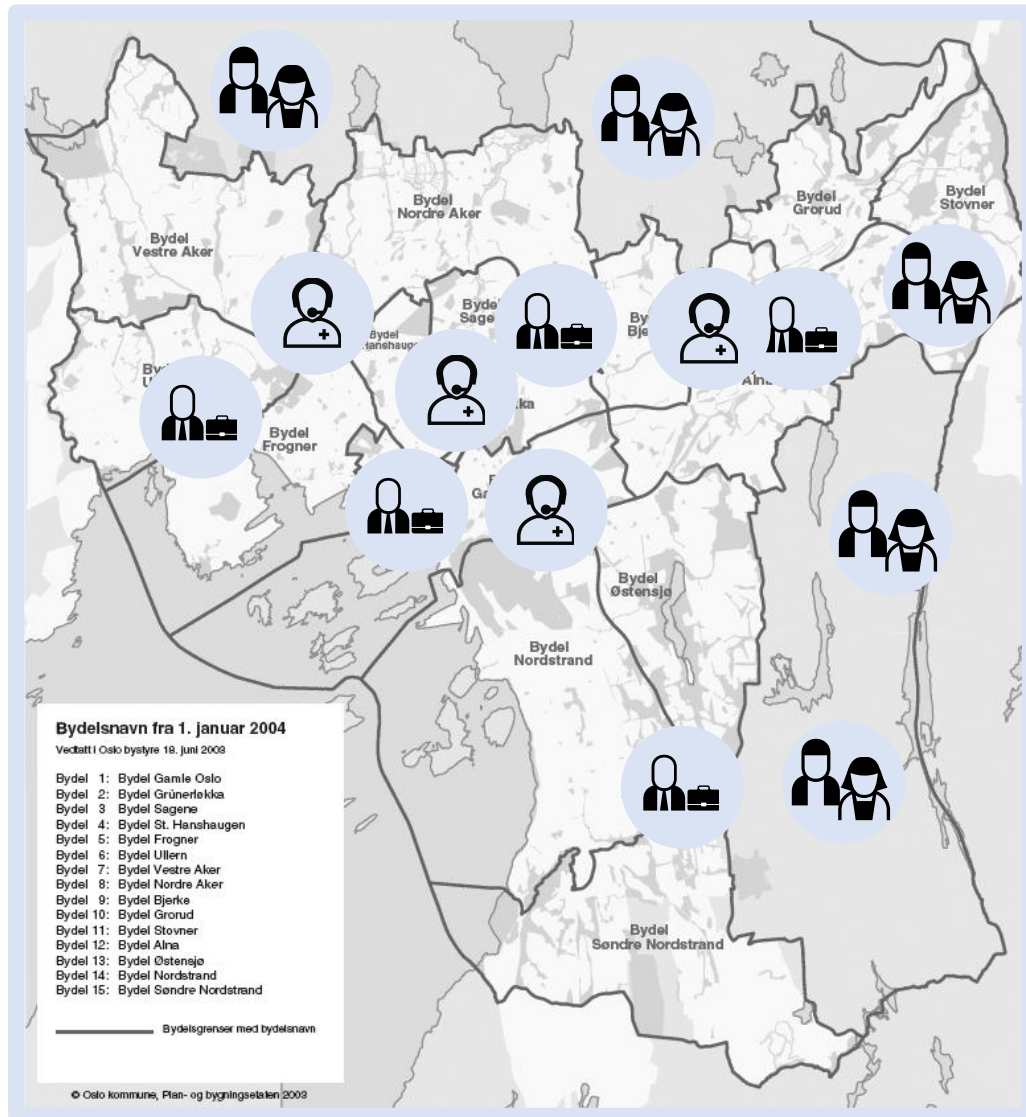 Bydel
Vestre Aker
Bydel
Nordre Aker
Bydel
Grorud
Bydel
Stovner
Bydel
Frogner
Bydel
Alna
Bydel
Østensjø
Bydel
Nordstrand
Bydel
Søndre Nordstrand
Bydelsnavn fra 1. januar 2004
Vedtatt i Oslo bystyre 18. juni 2003
Bydel 1: Bydel Gamle Oslo
Bydel 2: Bydel Grünerløkka
Bydel 3 Bydel Sagene
Bydel 4: Bydel St. Hanshaugen
Bydel 5: Bydel Frogner
Bydel 6: Bydel Ullern
Bydel 7: Bydel Vestre Aker
Bydel 8: Bydel Nordre Aker
Bydel 9: Bydel Bjerke
Bydel 10: Bydel Grorud
Bydel 11: Bydel Stovner
Bydel 12: Bydel Alna
Bydel 13: Bydel Østensjø
Bydel 14: Bydel Nordstrand
Bydel 15: Bydel Søndre Nordstrand
Bydelsgrenser med bydelsnavn
© Oslo kommune, Plan- og bygningsetaten 2003